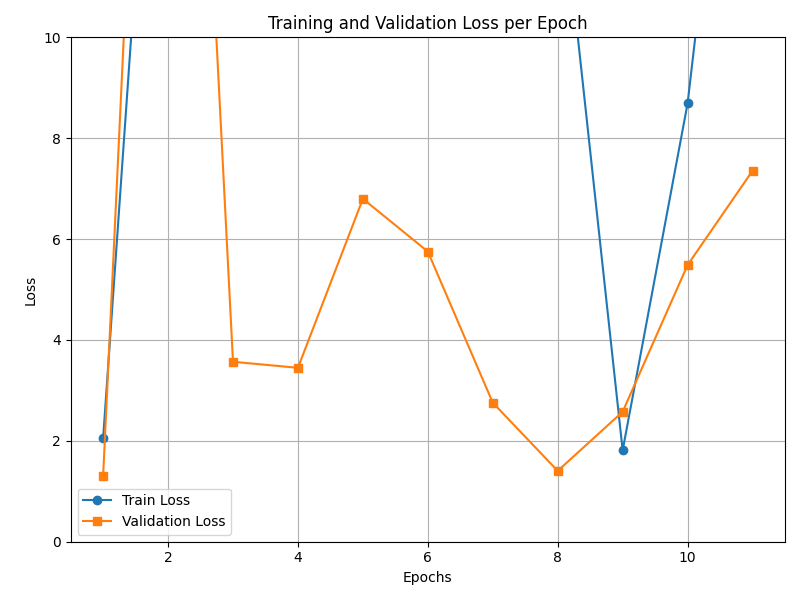 Training and Validation Loss per Epoch
10
8
6
4
2
0
Loss
Train Loss
Validation Loss
2 4 6 8 10
Epochs